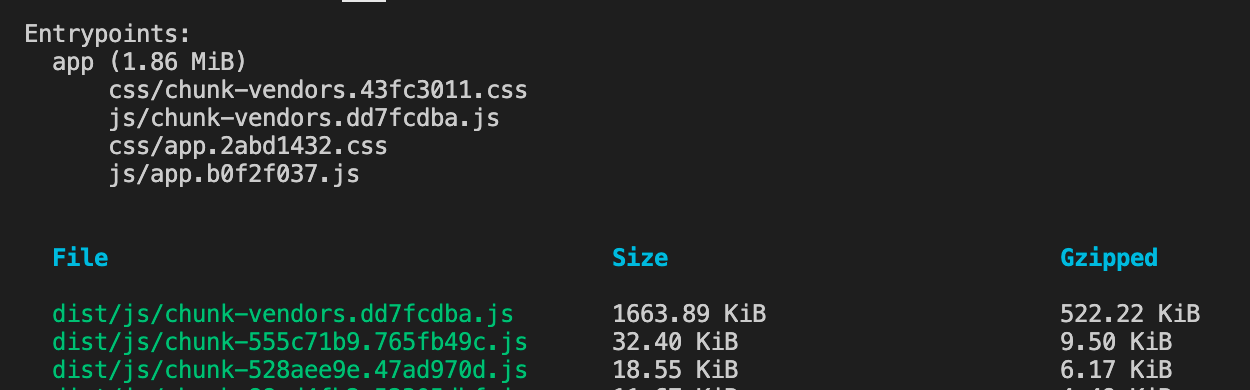 Entrypoints:
app (1.86 MiB)
css/chunk-vendors.43fc3011.css
js/chunk-vendors.dd7fcdba.js
css/app.2abd1432.css
js/app.b0f2f037.js
File Size Gzipped
dist/js/chunk-vendors.dd7fcdba.js 1663.89 KiB 522.22 KiB
dist/js/chunk-555c71b9.765fb49c.js 32.40 KiB 9.50 KiB
dist/js/chunk-528aee9e.47ad970d.js 18.55 KiB 6.17 KiB